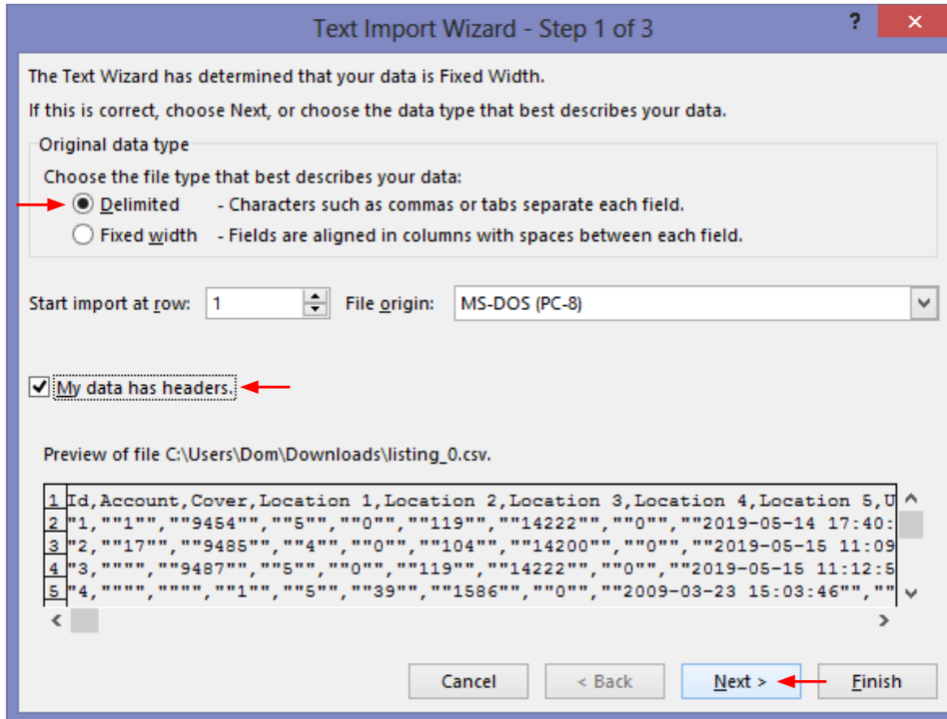 Text Import Wizard - Step 1 of 3
?
×
The Text Wizard has determined that your data is Fixed Width.
If this is correct, choose Next, or choose the data type that best describes your data.
Original data type
Choose the file type that best describes your data:
Delimited - Characters such as commas or tabs separate each field.
Fixed width - Fields are aligned in columns with spaces between each field.
Start import at row: 1 File origin: MS-DOS (PC-8)
My data has headers.
Preview of file C:\Users\Dom\Downloads\listing_0.csv.
1 Id,Account,Cover,Location 1,Location 2,Location 3,Location 4,Location 5,U
2 "1,""1"",""9454"",""5"",""0"",""119"",""14222"",""0"",""2019-05-14 17:40:
3 "2,""17"",""9485"",""4"",""0"",""104"",""14200"",""0"",""2019-05-15 11:09
4 "3,"""",""9487"",""5"",""0"",""119"",""14222"",""0"",""2019-05-15 11:12:5
5 "4,"""","""",""1"",""5"",""39"",""1586"",""0"",""2009-03-23 15:03:46"",""
Cancel < Back Next > Finish